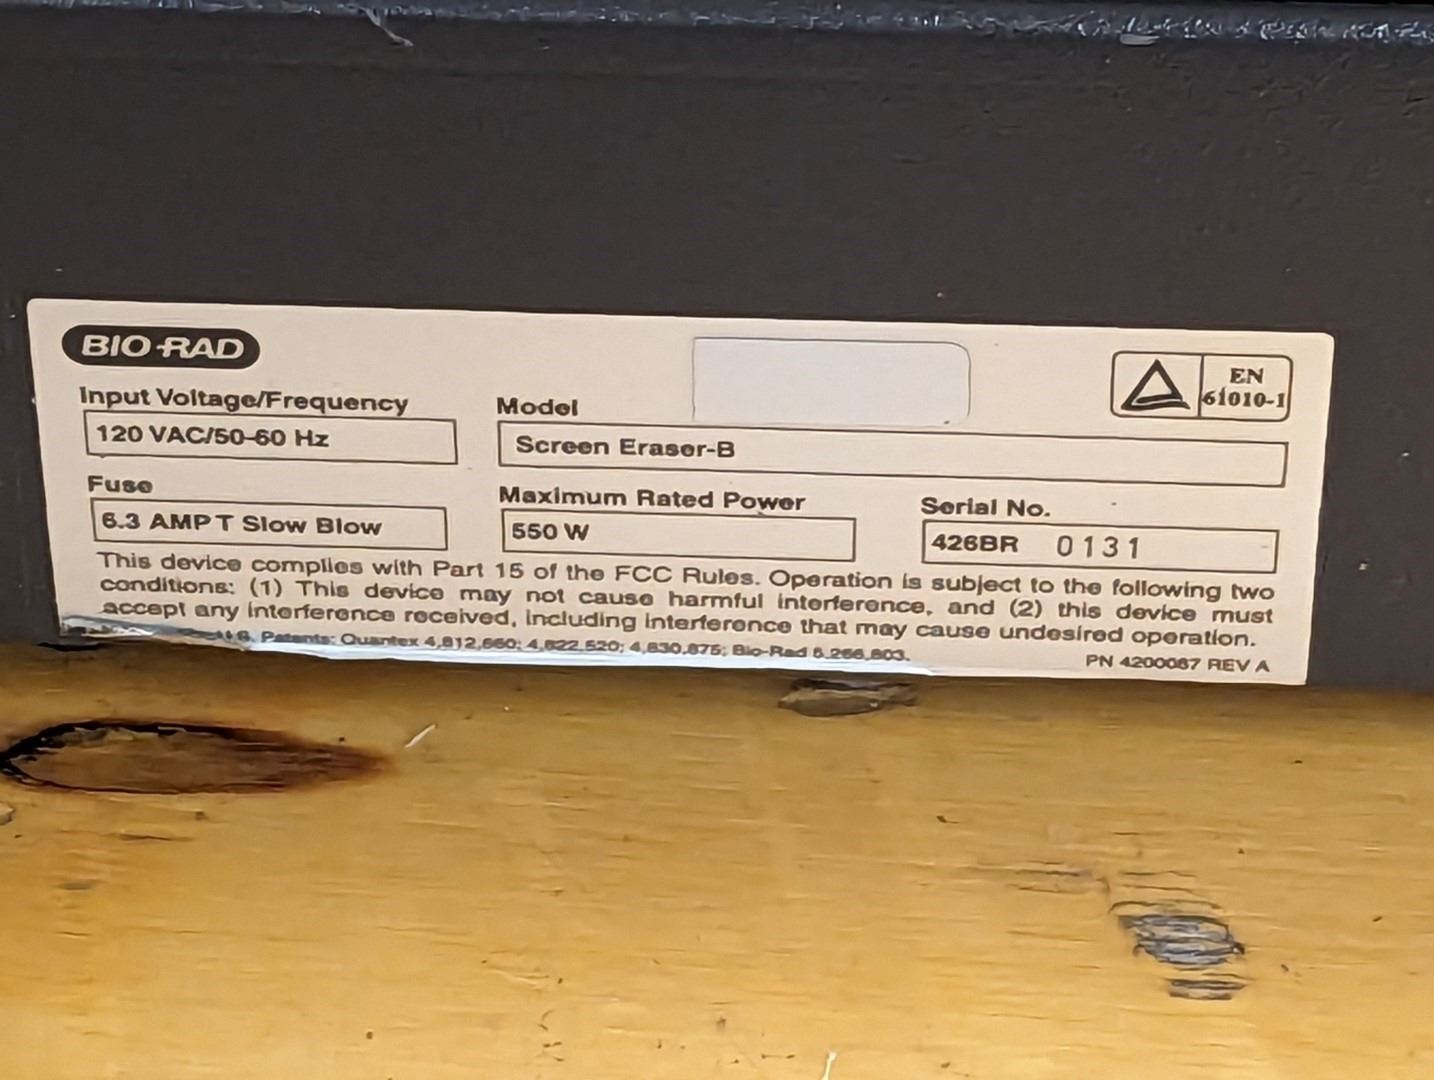 BIO-RAD
EN
61010-1
Input Voltage/Frequency
120 VAC/50-60 Hz
Model
Screen Eraser-B
Fuse
6.3 AMP T Slow Blow
Maximum Rated Power
550 W
Serial No.
426BR 0131
This device complies with Part 15 of the FCC Rules. Operation is subject to the following two
conditions: (1) This device may not cause harmful interference, and (2) this device must
accept any interference received, including interference that may cause undesired operation.
Patents: Quantex 4,812,660; 4,822,520; 4,830,875; Bio-Rad 6,266,803.
PN 4200067 REV A